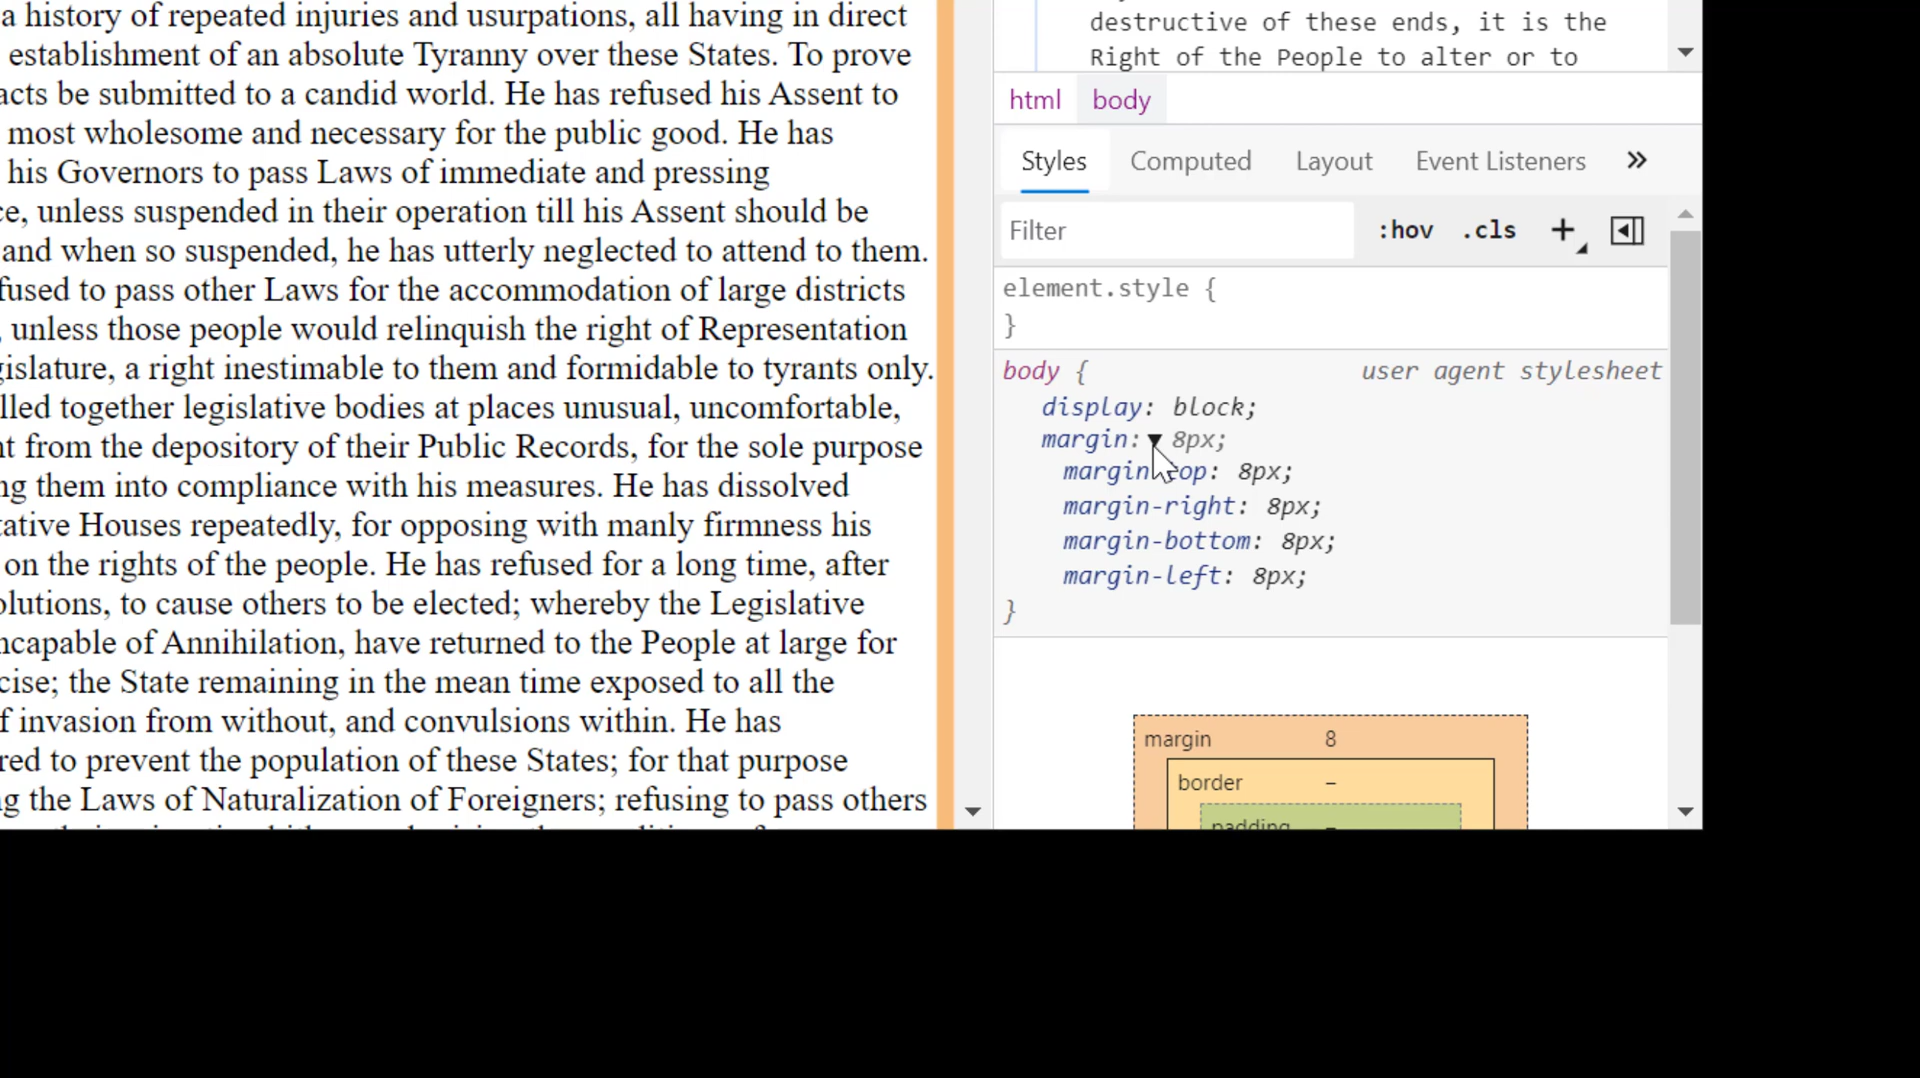 a history of repeated injuries and usurpations, all having in direct
establishment of an absolute Tyranny over these States. To prove
acts be submitted to a candid world. He has refused his Assent to
most wholesome and necessary for the public good. He has
his Governors to pass Laws of immediate and pressing
ce, unless suspended in their operation till his Assent should be
and when so suspended, he has utterly neglected to attend to them.
fused to pass other Laws for the accommodation of large districts
, unless those people would relinquish the right of Representation
gislature, a right inestimable to them and formidable to tyrants only.
lled together legislative bodies at places unusual, uncomfortable,
nt from the depository of their Public Records, for the sole purpose
ng them into compliance with his measures. He has dissolved
tative Houses repeatedly, for opposing with manly firmness his
on the rights of the people. He has refused for a long time, after
olutions, to cause others to be elected; whereby the Legislative
ncapable of Annihilation, have returned to the People at large for
cise; the State remaining in the mean time exposed to all the
f invasion from without, and convulsions within. He has
red to prevent the population of these States; for that purpose
ng the Laws of Naturalization of Foreigners; refusing to pass others
destructive of these ends, it is the
Right of the People to alter or to
html body
Styles Computed Layout Event Listeners »
Filter :hov .cls +
element.style {
}
body { user agent stylesheet
display: block;
margin: ▼ 8px;
margin-top: 8px;
margin-right: 8px;
margin-bottom: 8px;
margin-left: 8px;
}
margin 8
border –
padding –